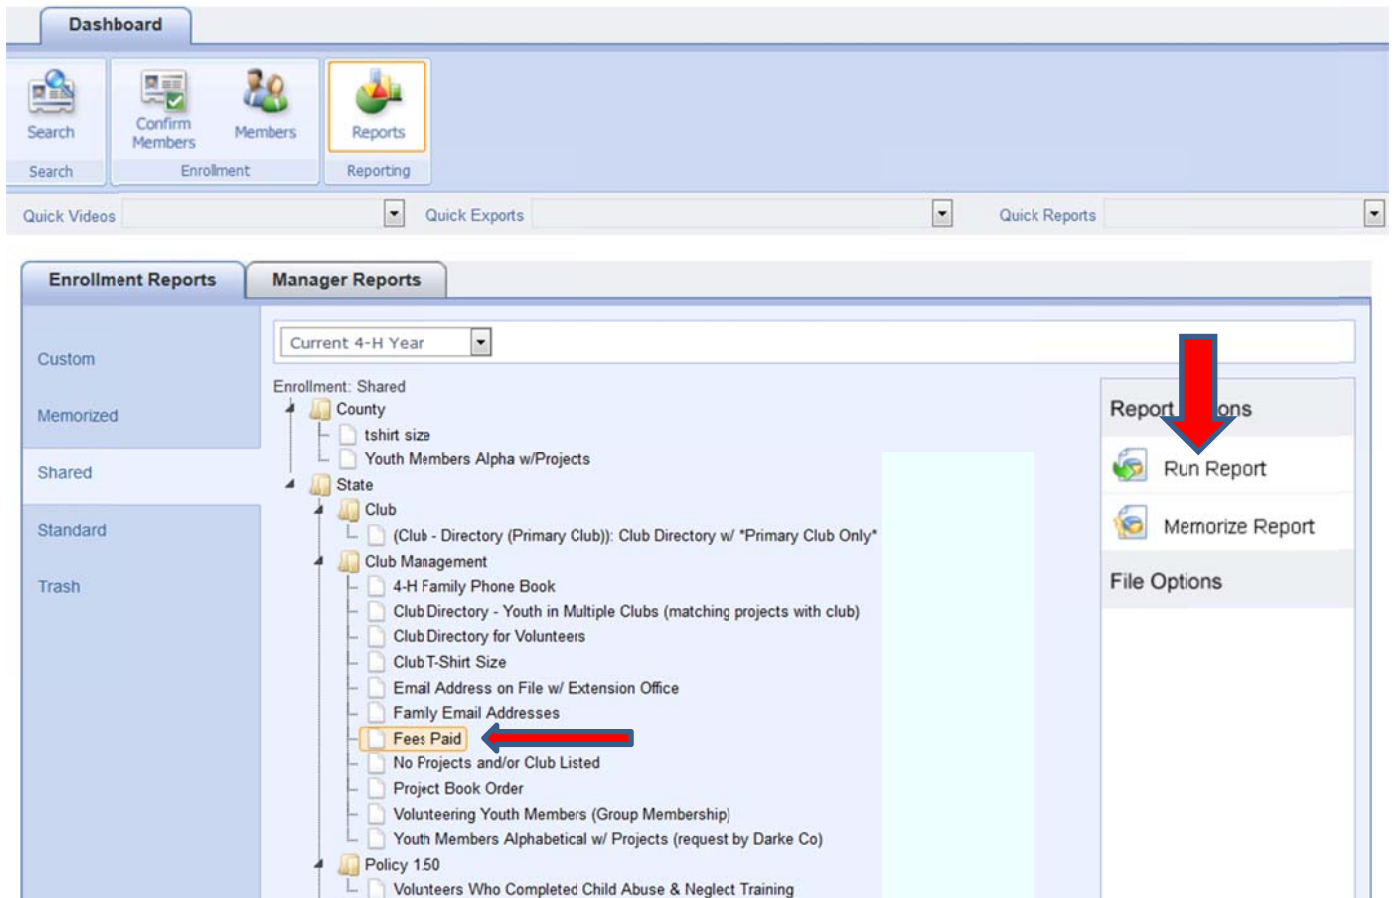 Dashboard
Search
Confirm
Members
Members
Reports
Search
Enrollment
Reporting
Quick Videos
Quick Exports
Quick Reports
Enrollment Reports
Manager Reports
Custom
Memorized
Shared
Standard
Trash
Current 4-H Year
Enrollment: Shared
County
tshirt size
Youth Members Alpha w/Projects
State
Club
(Club - Directory (Primary Club)): Club Directory w/ *Primary Club Only*
Club Management
4-H Family Phone Book
Club Directory - Youth in Multiple Clubs (matching projects with club)
Club Directory for Volunteers
Club T-Shirt Size
Email Address on File w/ Extension Office
Family Email Addresses
Fees Paid
No Projects and/or Club Listed
Project Book Order
Volunteering Youth Members (Group Membership)
Youth Members Alphabetical w/ Projects (request by Darke Co)
Policy 150
Volunteers Who Completed Child Abuse & Neglect Training
Report ons
Run Report
Memorize Report
File Options